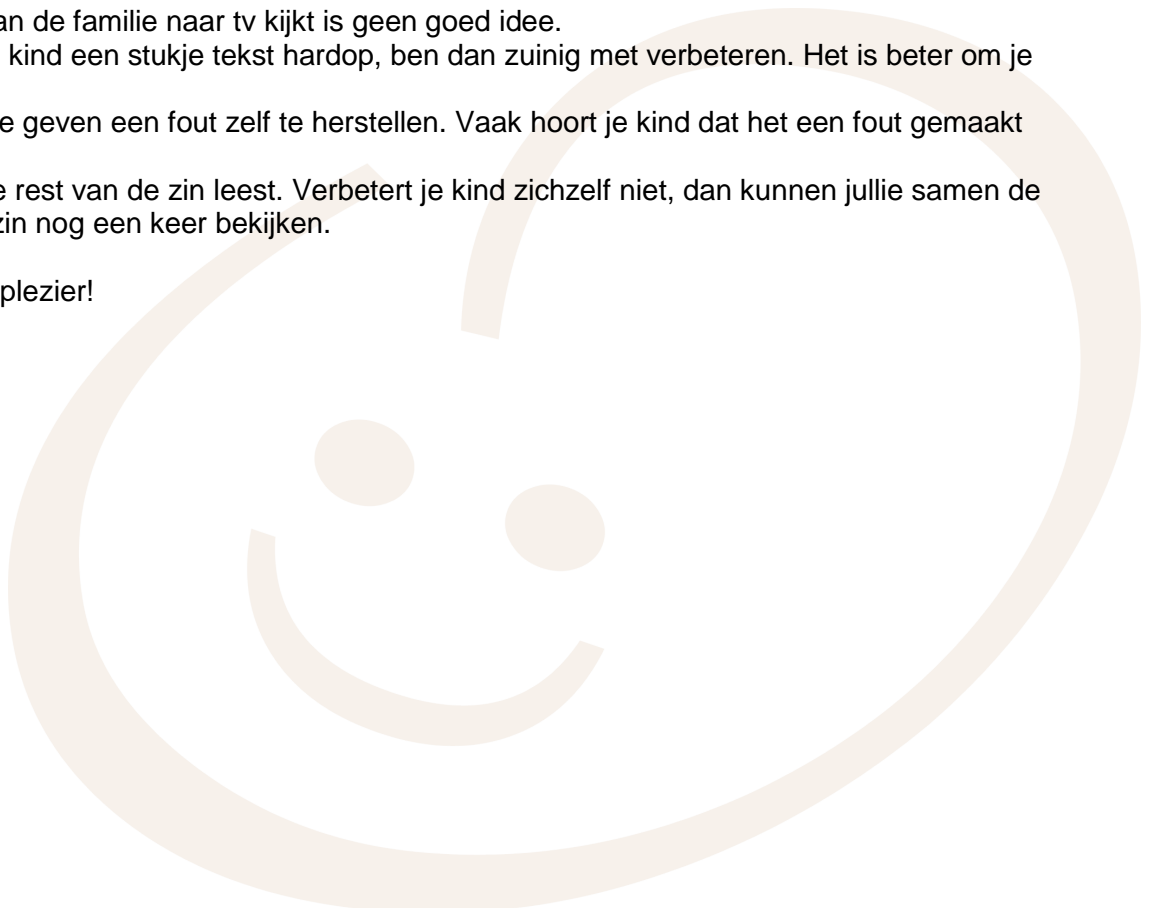 an de familie naar tv kijkt is geen goed idee.
kind een stukje tekst hardop, ben dan zuinig met verbeteren. Het is beter om je
e geven een fout zelf te herstellen. Vaak hoort je kind dat het een fout gemaakt
e rest van de zin leest. Verbetert je kind zichzelf niet, dan kunnen jullie samen de
zin nog een keer bekijken.
plezier!